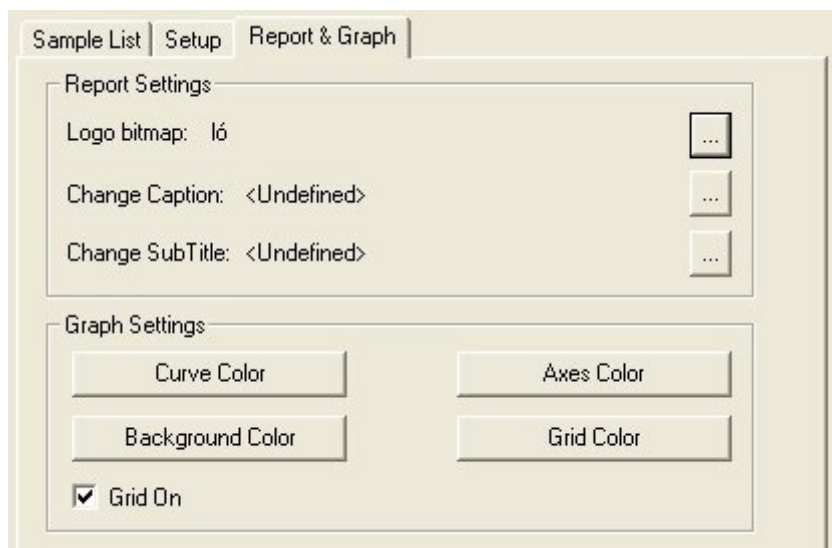 Sample List Setup Report & Graph
Report Settings
Logo bitmap: ló ...
Change Caption: <Undefined> ...
Change SubTitle: <Undefined> ...
Graph Settings
Curve Color Axes Color
Background Color Grid Color
Grid On